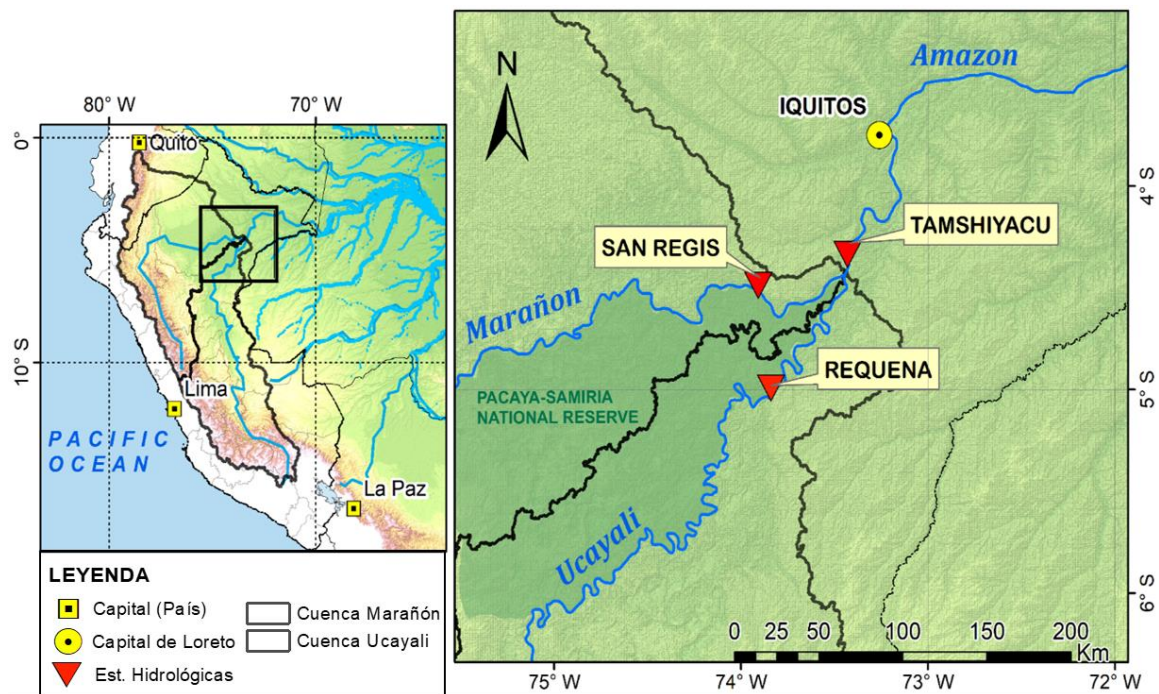 80° W
70° W
0°
Quito
10°S
Lima
La Paz
PACIFIC
OCEAN
LEYENDA
Capital (País)
Capital de Loreto
Est. Hidrológicas
Cuenca Marañón
Cuenca Ucayali
N
Amazon
IQUITOS
TAMSHIYACU
SAN REGIS
Marañon
REQUENA
PACAYA-SAMIRIA
NATIONAL RESERVE
Ucayali
0 25 50 100 150 200
Km
4°S
5°S
6°S
75°W
74°W
73°W
72°W